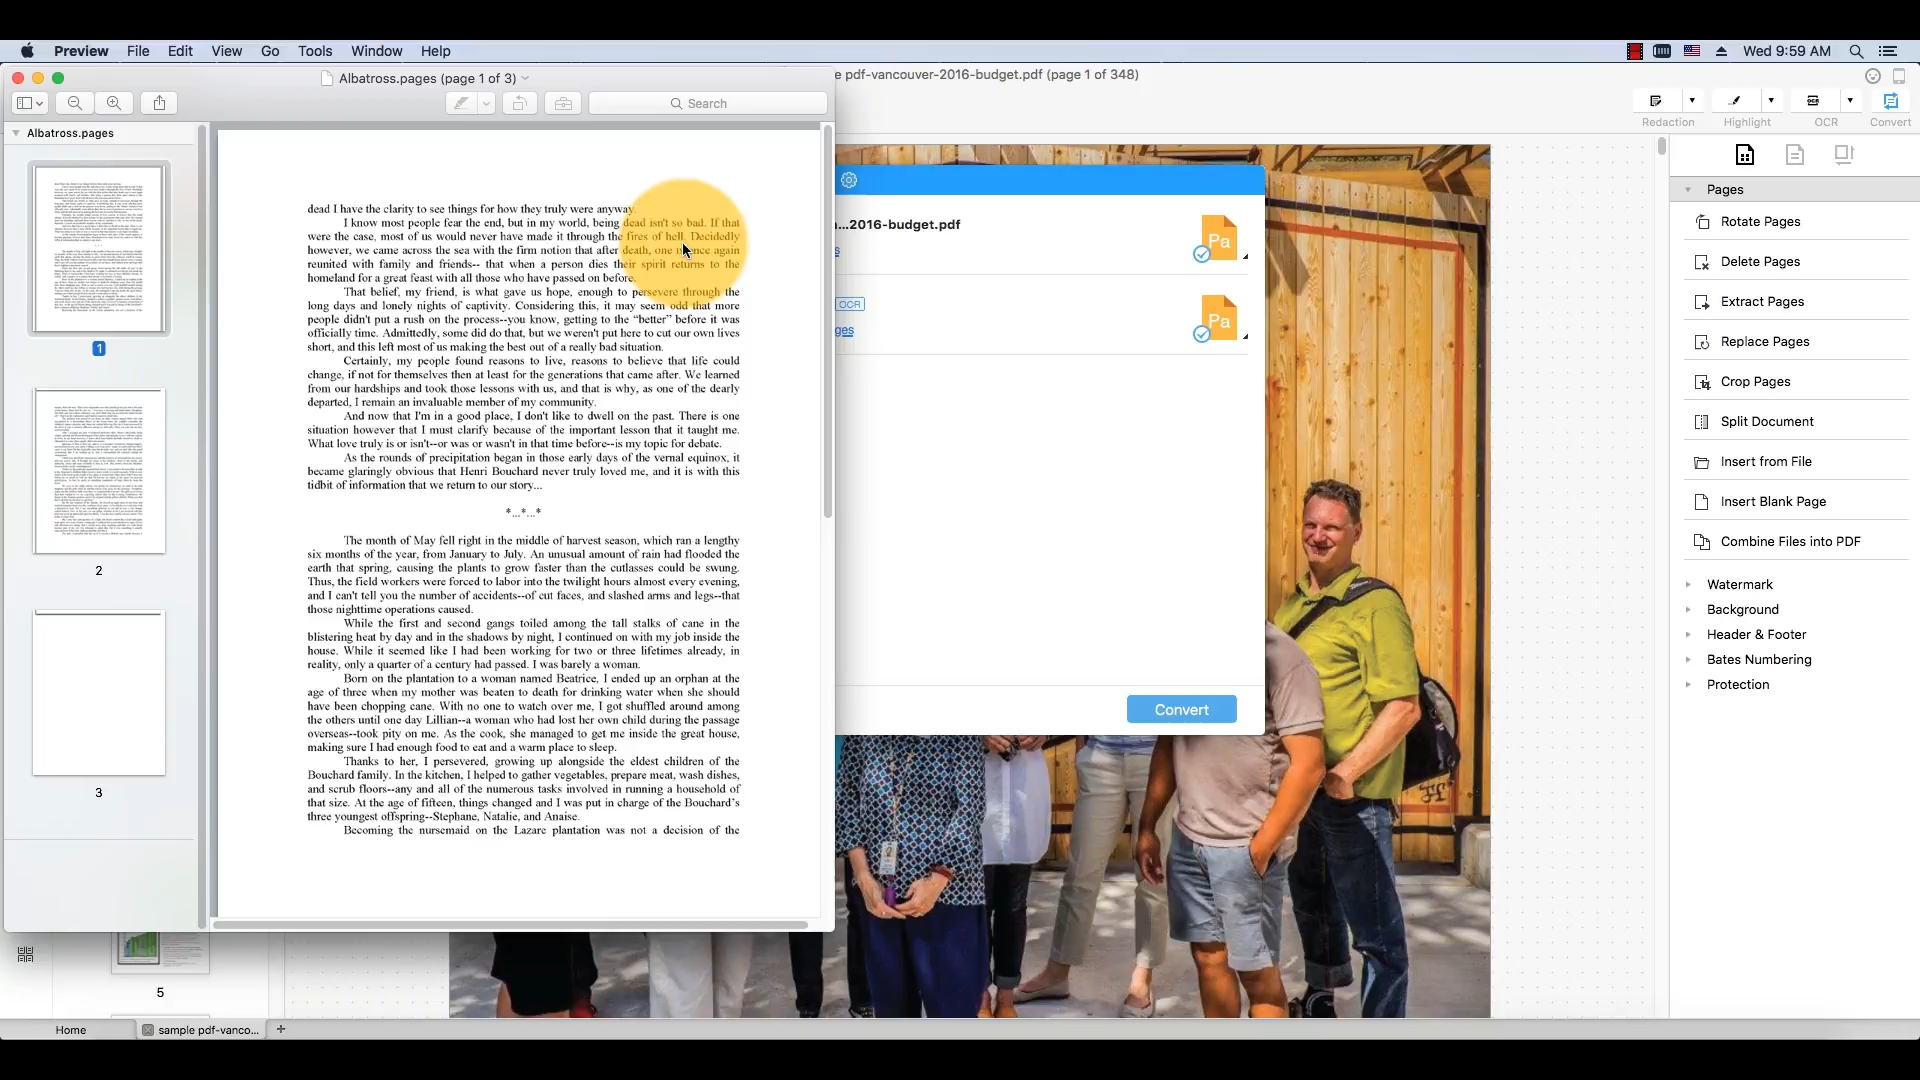 Preview File Edit View Go Tools Window Help
Wed 9:59 AM
Albatross.pages (page 1 of 3)
e pdf-vancouver-2016-budget.pdf (page 1 of 348)
Search
Redaction
Highlight
OCR
OCR
Convert
Albatross.pages
1
2
3
dead I have the clarity to see things for how they truly were anyway.
I know most people fear the end, but in my world, being dead isn't so bad. If that
were the case, most of us would never have made it through the fires of hell. Decidedly
however, we came across the sea with the firm notion that after death, one is once again
reunited with family and friends-- that when a person dies their spirit returns to the
homeland for a great feast with all those who have passed on before.
That belief, my friend, is what gave us hope, enough to persevere through the
long days and lonely nights of captivity. Considering this, it may seem odd that more
people didn't put a rush on the process--you know, getting to the “better” before it was
officially time. Admittedly, some did do that, but we weren't put here to cut our own lives
short, and this left most of us making the best out of a really bad situation.
Certainly, my people found reasons to live, reasons to believe that life could
change, if not for themselves then at least for the generations that came after. We learned
from our hardships and took those lessons with us, and that is why, as one of the dearly
departed, I remain an invaluable member of my community.
And now that I'm in a good place, I don't like to dwell on the past. There is one
situation however that I must clarify because of the important lesson that it taught me.
What love truly is or isn't--or was or wasn't in that time before--is my topic for debate.
As the rounds of precipitation began in those early days of the vernal equinox, it
became glaringly obvious that Henri Bouchard never truly loved me, and it is with this
tidbit of information that we return to our story...
*...*...*
The month of May fell right in the middle of harvest season, which ran a lengthy
six months of the year, from January to July. An unusual amount of rain had flooded the
earth that spring, causing the plants to grow faster than the cutlasses could be swung.
Thus, the field workers were forced to labor into the twilight hours almost every evening,
and I can't tell you the number of accidents--of cut faces, and slashed arms and legs--that
those nighttime operations caused.
While the first and second gangs toiled among the tall stalks of cane in the
blistering heat by day and in the shadows by night, I continued on with my job inside the
house. While it seemed like I had been working for two or three lifetimes already, in
reality, only a quarter of a century had passed. I was barely a woman.
Born on the plantation to a woman named Beatrice, I ended up an orphan at the
age of three when my mother was beaten to death for drinking water when she should
have been chopping cane. With no one to watch over me, I got shuffled around among
the others until one day Lillian--a woman who had lost her own child during the passage
overseas--took pity on me. As the cook, she managed to get me inside the great house,
making sure I had enough food to eat and a warm place to sleep.
Thanks to her, I persevered, growing up alongside the eldest children of the
Bouchard family. In the kitchen, I helped to gather vegetables, prepare meat, wash dishes,
and scrub floors--any and all of the numerous tasks involved in running a household of
that size. At the age of fifteen, things changed and I was put in charge of the Bouchard’s
three youngest offspring--Stephane, Natalie, and Anaise.
Becoming the nursemaid on the Lazare plantation was not a decision of the
...2016-budget.pdf
Pa
OCR
ges
Pa
Convert
Pages
Rotate Pages
Delete Pages
Extract Pages
Replace Pages
Crop Pages
Split Document
Insert from File
Insert Blank Page
Combine Files into PDF
Watermark
Background
Header & Footer
Bates Numbering
Protection
5
Home
sample pdf-vanco...